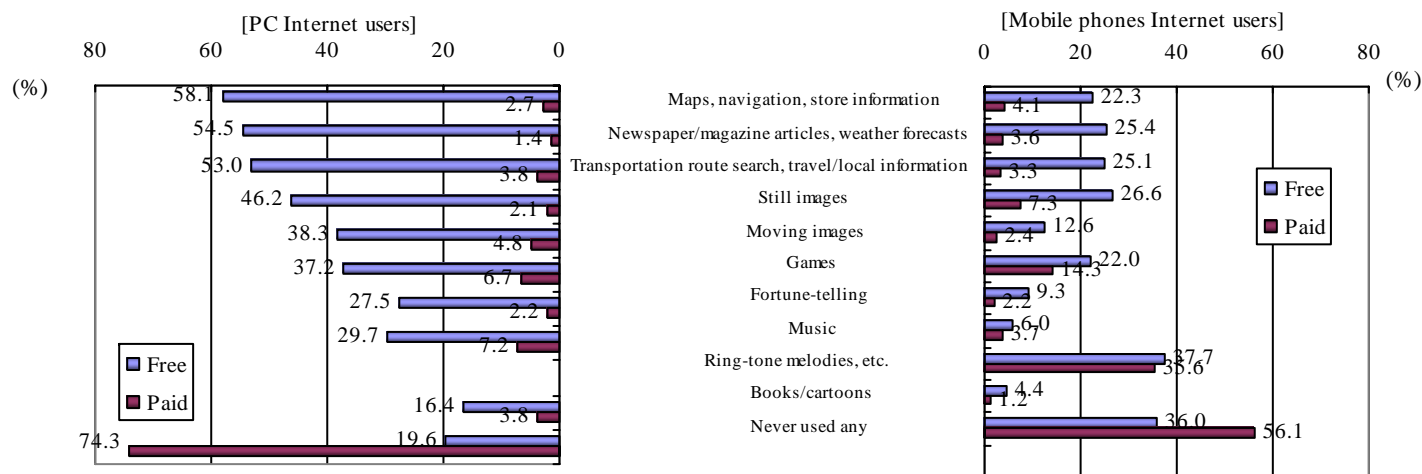 [PC Internet users]
[Mobile phones Internet users]
80 60 40 20 0
0 20 40 60 80
(%)
(%)
58.1 2.7 Maps, navigation, store information 22.3 4.1
54.5 1.4 Newspaper/magazine articles, weather forecasts 25.4 3.6
53.0 3.8 Transportation route search, travel/local information 25.1 3.3
46.2 2.1 Still images 26.6 7.3
38.3 4.8 Moving images 12.6 2.4
37.2 6.7 Games 22.0 14.3
27.5 2.2 Fortune-telling 9.3 2.2
29.7 7.2 Music 6.0 3.7
Ring-tone melodies, etc. 37.7 35.6
16.4 3.8 Books/cartoons 4.4 1.2
19.6 74.3 Never used any 36.0 56.1
Free
Paid
Free
Paid